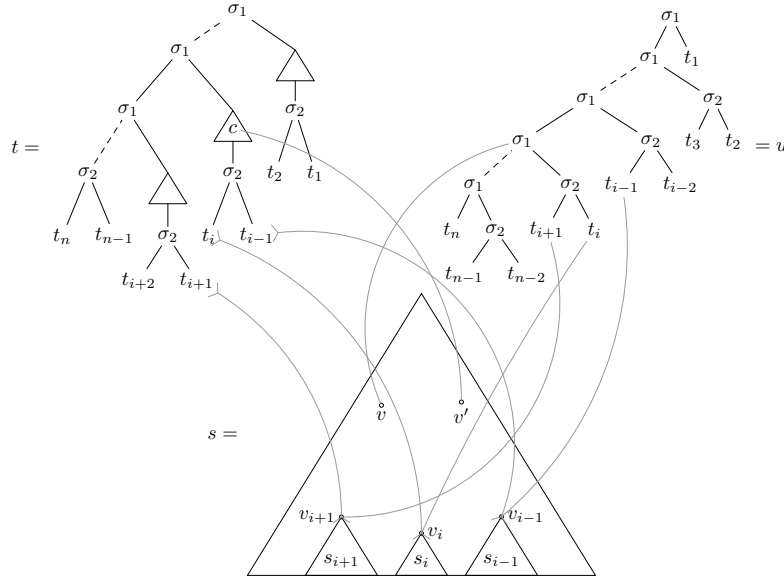 σ₁
σ₁
σ₁ σ₁
σ₁ c σ₂ t₁
t = σ₁ σ₂ = u
σ₂ σ₂ t₂ t₁ σ₁ σ₂ t₃ t₂
tₙ tₙ₋₁ σ₂ tᵢ tᵢ₋₁ tₙ σ₂ tᵢ₊₁ tᵢ tᵢ₋₁ tᵢ₋₂
tᵢ₊₂ tᵢ₊₁ tₙ₋₁ tₙ₋₂
v v'
s =
vᵢ₊₁ vᵢ vᵢ₋₁
sᵢ₊₁ sᵢ sᵢ₋₁